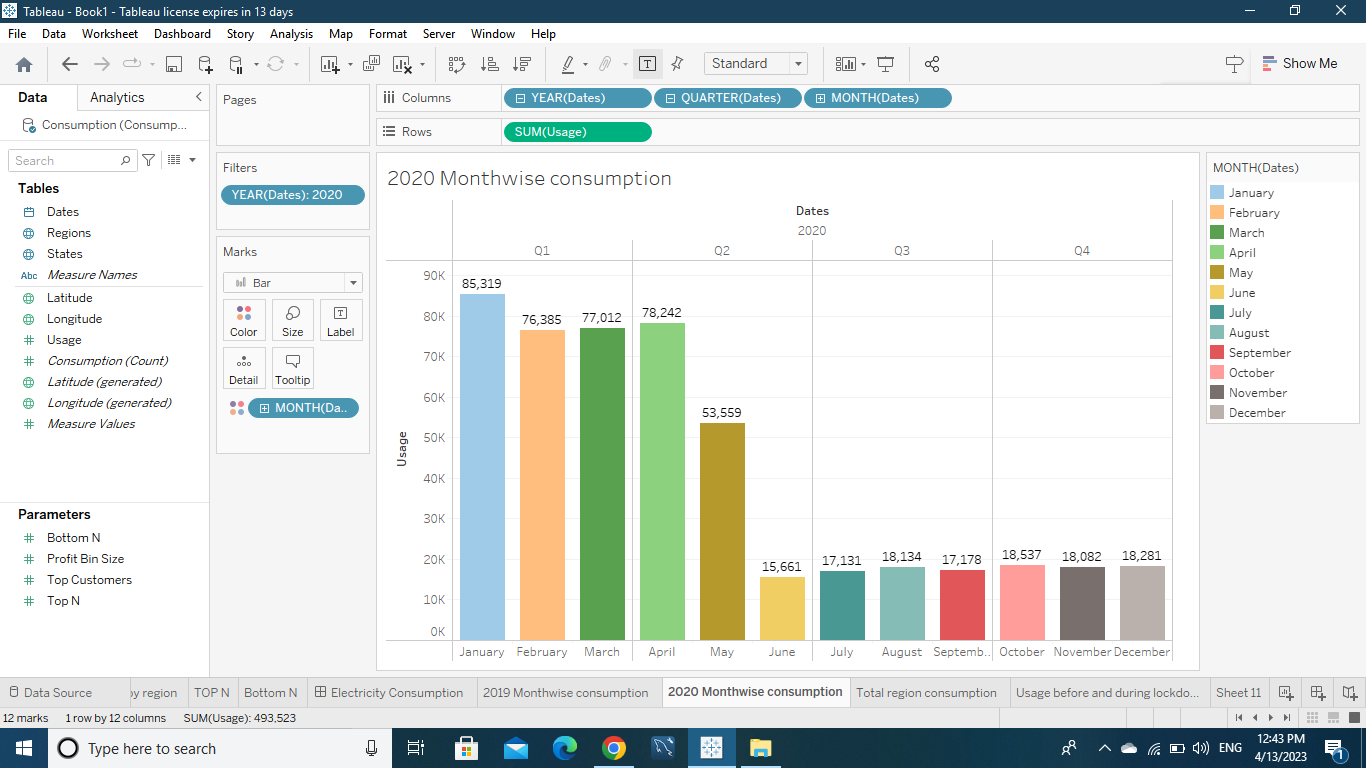 Tableau - Book1 - Tableau license expires in 13 days
File Data Worksheet Dashboard Story Analysis Map Format Server Window Help
Standard
Show Me
Data Analytics
Consumption (Consump...
Search
Tables
Dates
Regions
States
Abc Measure Names
Latitude
Longitude
Usage
Consumption (Count)
Latitude (generated)
Longitude (generated)
Measure Values
Parameters
Bottom N
Profit Bin Size
Top Customers
Top N
Pages
Filters
YEAR(Dates): 2020
Marks
Bar
Color Size Label
Detail Tooltip
MONTH(Da..
Columns YEAR(Dates) QUARTER(Dates) MONTH(Dates)
Rows SUM(Usage)
2020 Monthwise consumption
Dates
2020
Q1 Q2 Q3 Q4
Usage
90K
80K
70K
60K
50K
40K
30K
20K
10K
0K
85,319
76,385
77,012
78,242
53,559
15,661
17,131
18,134
17,178
18,537
18,082
18,281
January February March April May June July August Septemb.. October November December
MONTH(Dates)
January
February
March
April
May
June
July
August
September
October
November
December
Data Source by region TOP N Bottom N Electricity Consumption 2019 Monthwise consumption 2020 Monthwise consumption Total region consumption Usage before and during lockdo... Sheet 11
12 marks 1 row by 12 columns SUM(Usage): 493,523
Type here to search
ENG
12:43 PM
4/13/2023
1